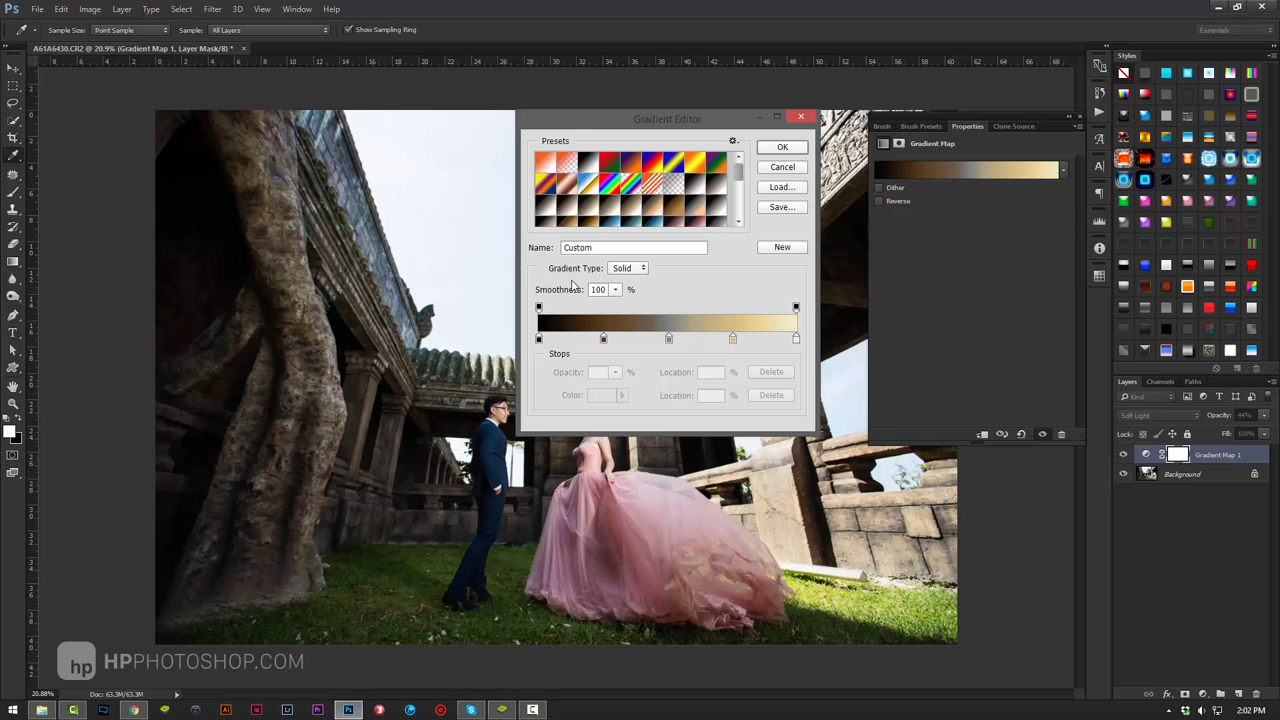 Ps File Edit Image Layer Type Select Filter 3D View Window Help
Sample Size: Point Sample Sample: All Layers Show Sampling Ring Essentials
A61A6430.CR2 @ 20.9% (Gradient Map 1, Layer Mask/8) * ×
Gradient Editor
Presets
OK
Cancel
Load...
Save...
Name: Custom
New
Gradient Type: Solid
Smoothness: 100 %
Stops
Opacity: % Location: % Delete
Color: Location: % Delete
Brush Brush Presets Properties Clone Source
Gradient Map
Dither
Reverse
Styles
Layers Channels Paths
Kind
Soft Light Opacity: 44%
Lock: Fill: 100%
Gradient Map 1
Background
hp HPPHOTOSHOP.COM
20.88% Doc: 63.3M/63.3M
2:02 PM